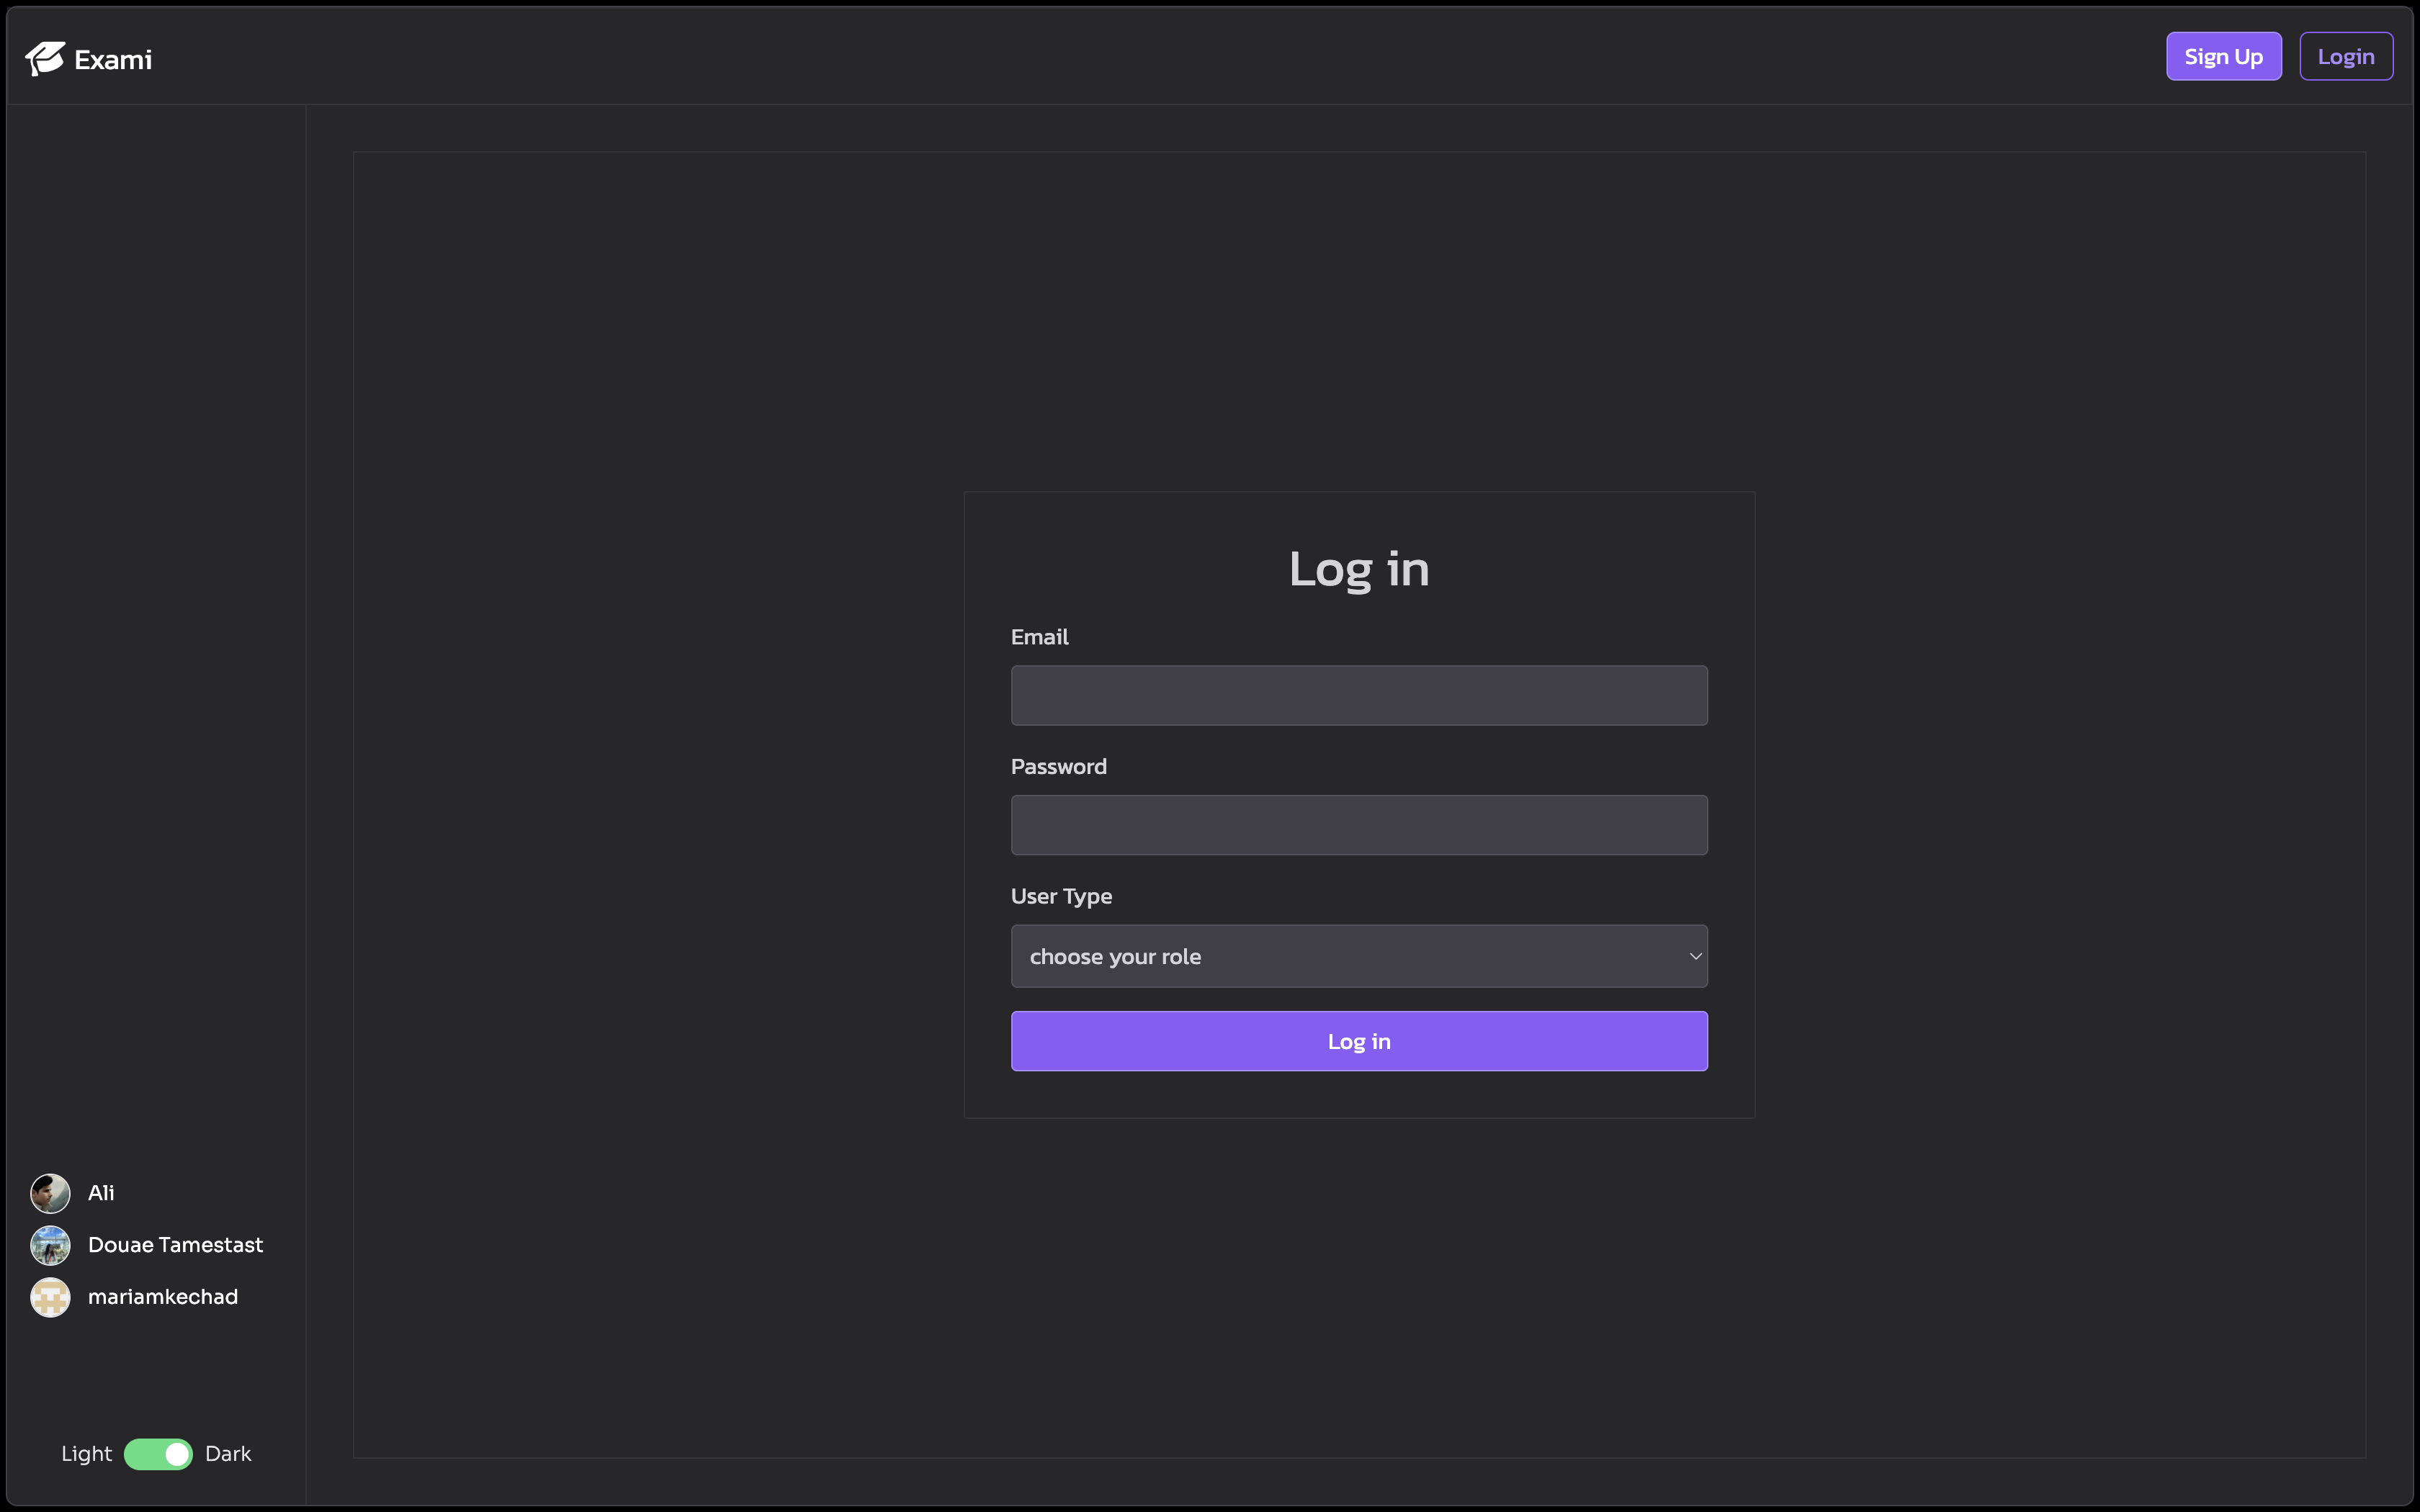 Exami
Sign Up
Login
Log in
Email
Password
User Type
choose your role
Log in
Ali
Douae Tamestast
mariamkechad
Light
Dark